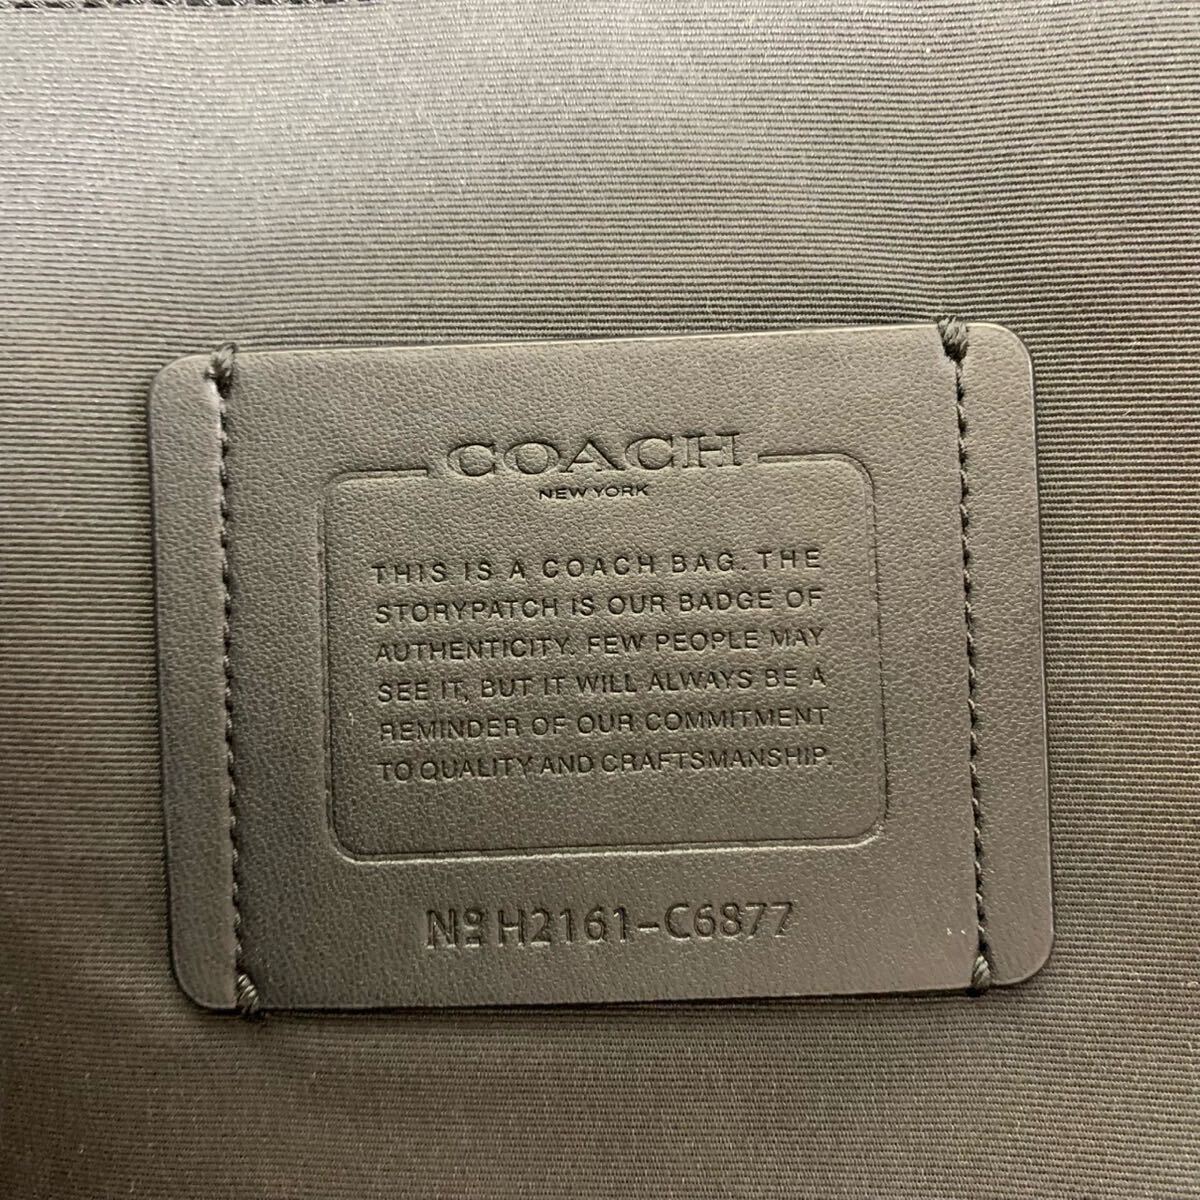 COACH
NEW YORK
THIS IS A COACH BAG. THE
STORYPATCH IS OUR BADGE OF
AUTHENTICITY. FEW PEOPLE MAY
SEE IT, BUT IT WILL ALWAYS BE A
REMINDER OF OUR COMMITMENT
TO QUALITY AND CRAFTSMANSHIP.
Nº H2161-C6877